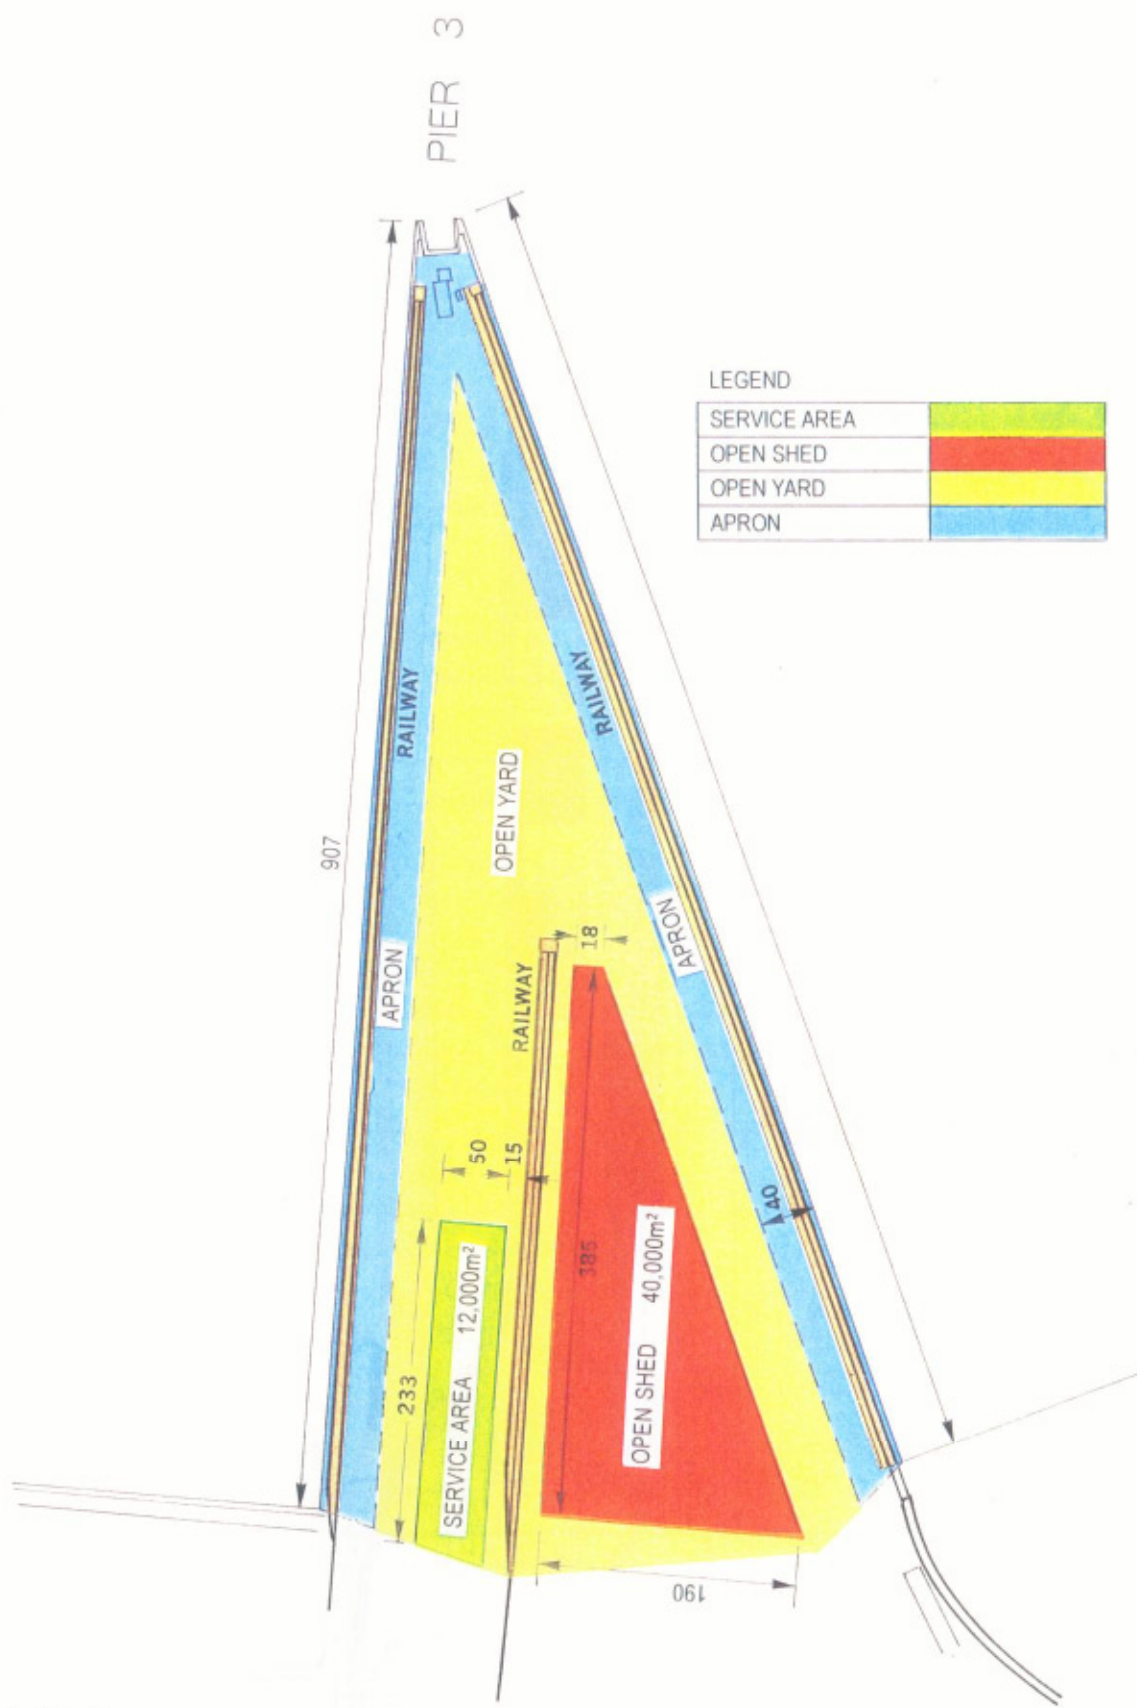 PIER 3
LEGEND
SERVICE AREA
OPEN SHED
OPEN YARD
APRON
907
RAILWAY
RAILWAY
OPEN YARD
APRON
APRON
18
RAILWAY
50
15
40
233
SERVICE AREA 12,000m²
385
OPEN SHED 40,000m²
190